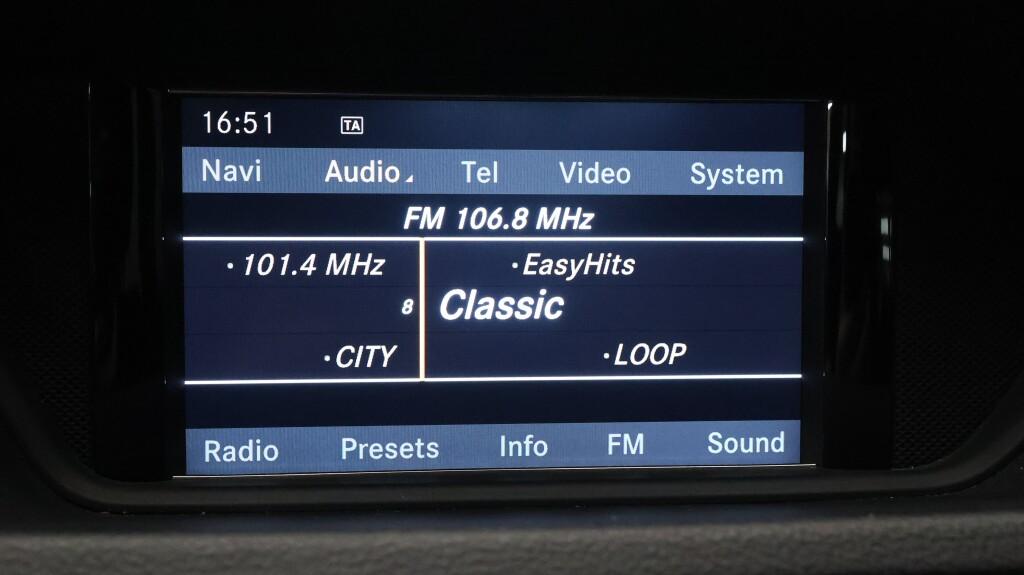 16:51 TA
Navi Audio Tel Video System
FM 106.8 MHz
·101.4 MHz ·EasyHits
8 Classic
·CITY ·LOOP
Radio Presets Info FM Sound